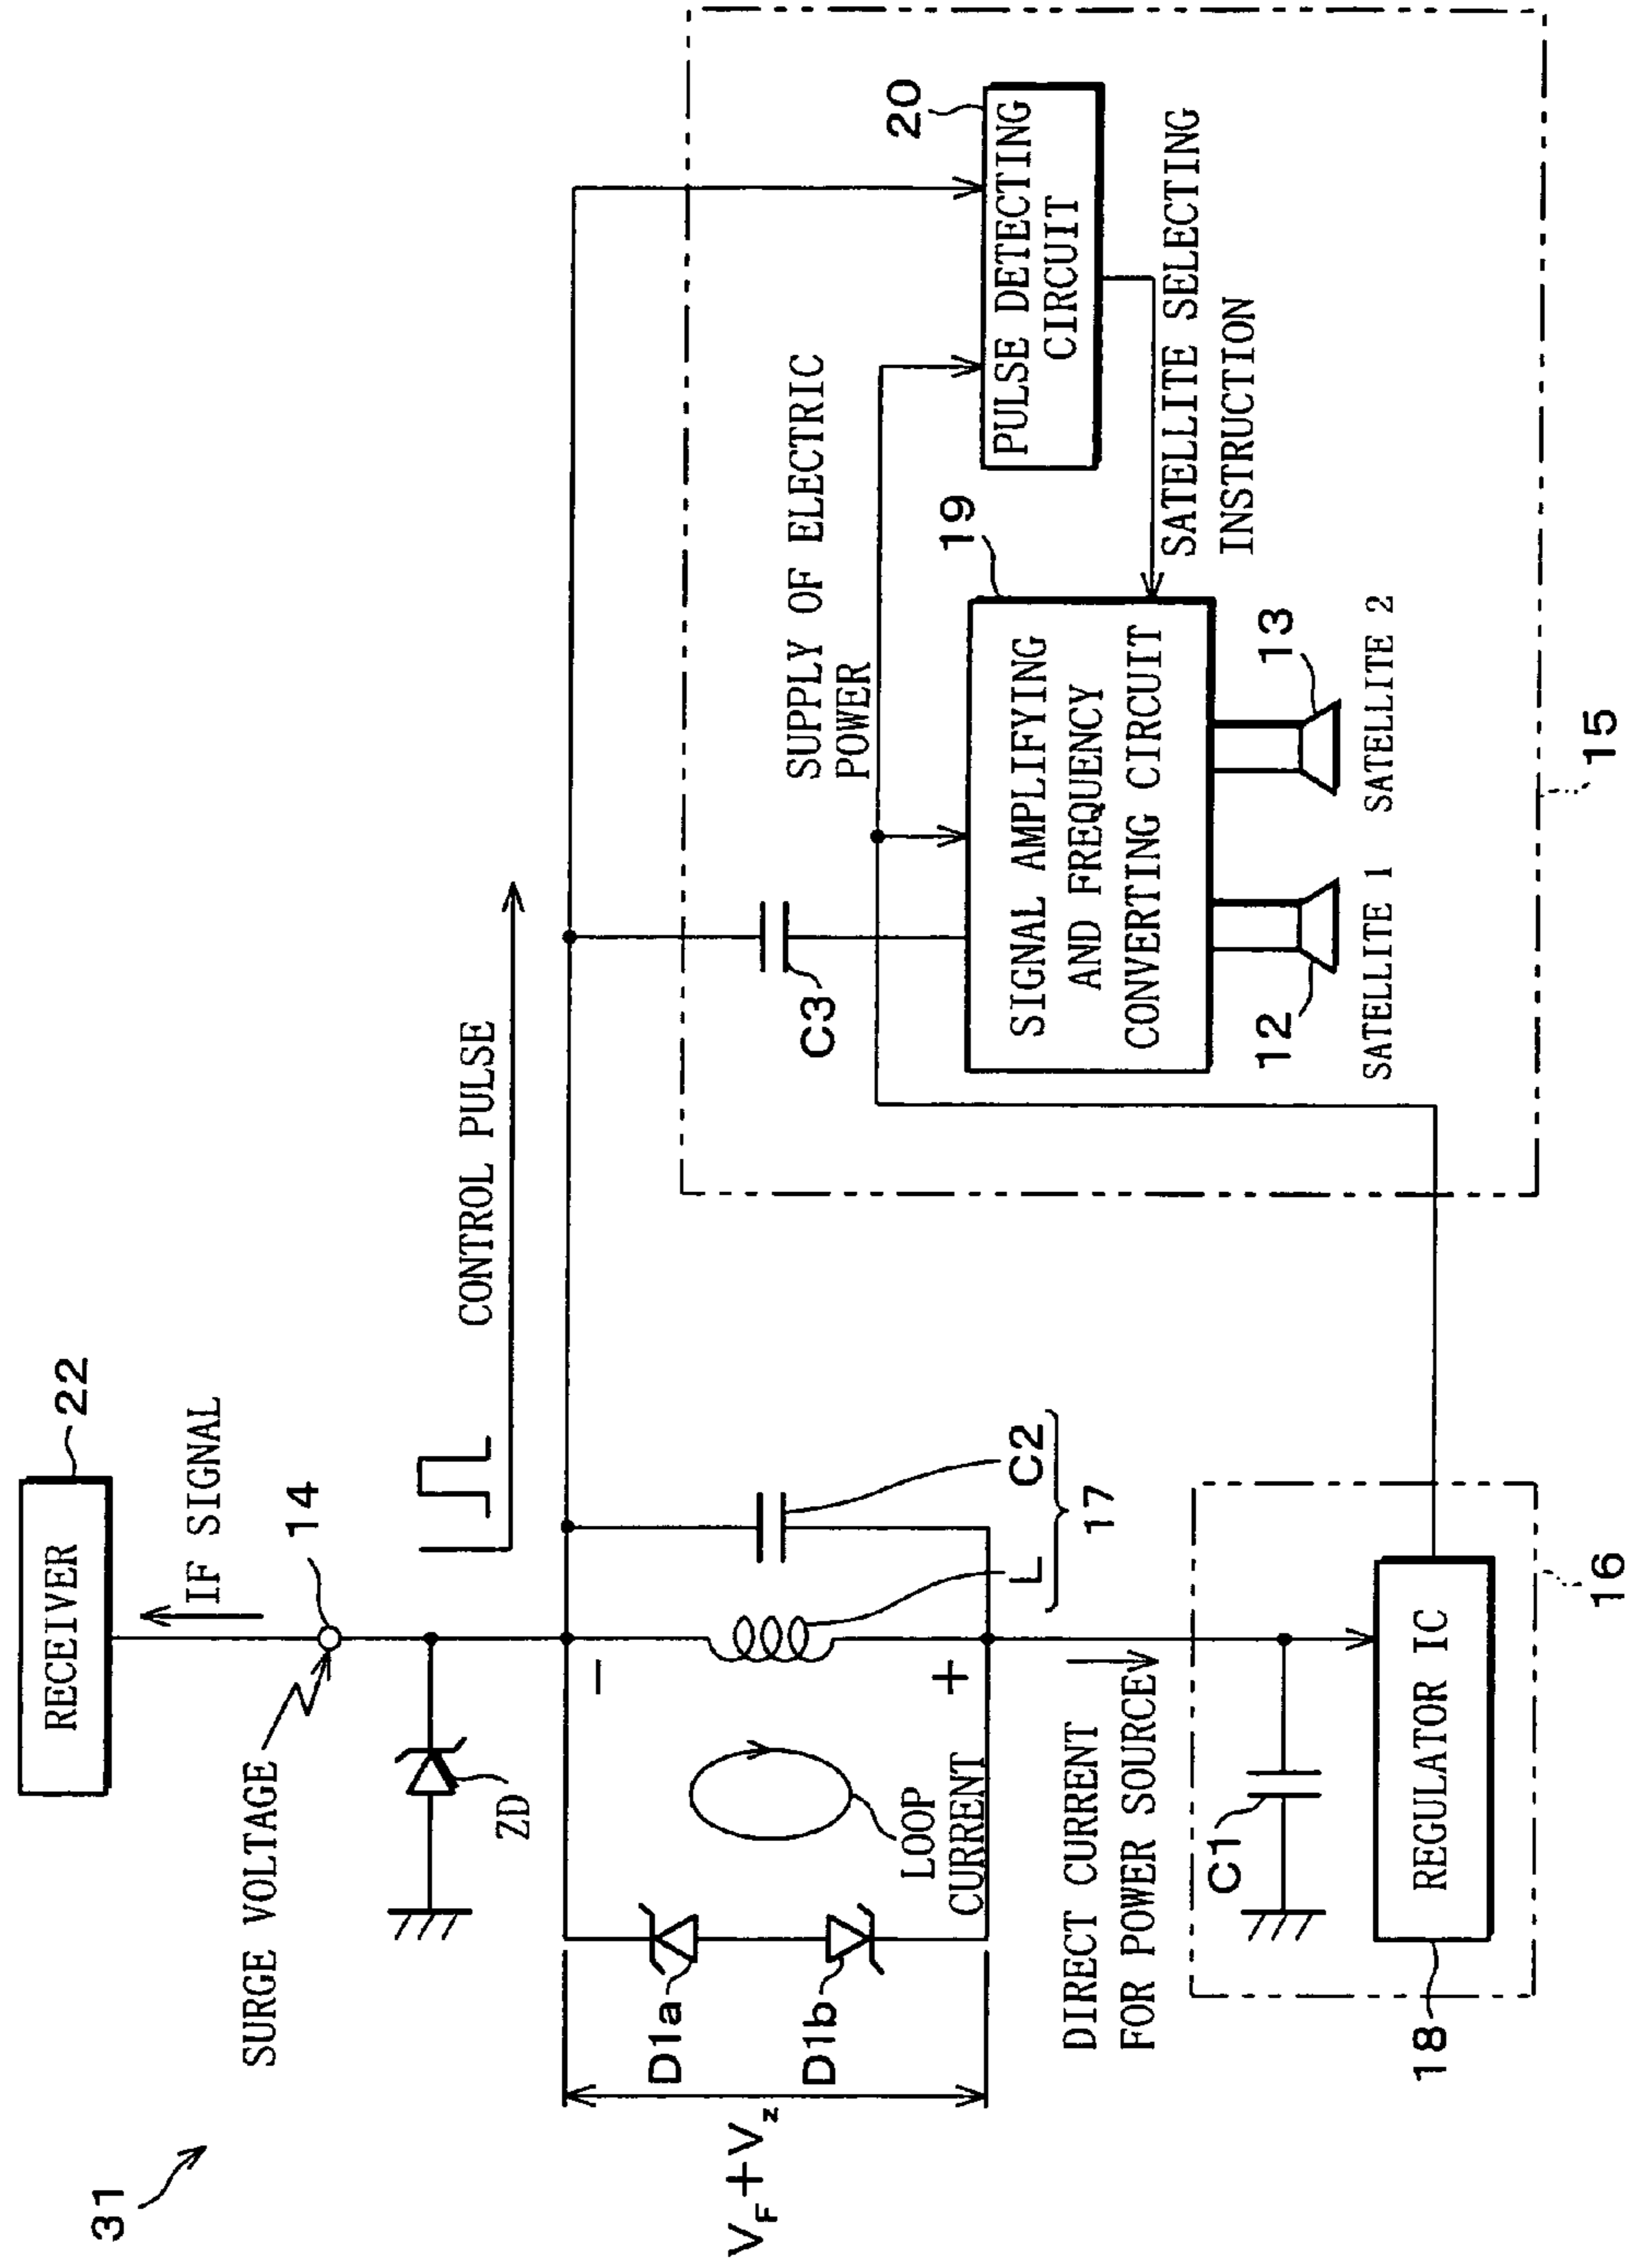 31
RECEIVER
22
IF SIGNAL
14
SURGE VOLTAGE
ZD
CONTROL PULSE
V_F+V_z
D1a
D1b
LOOP
CURRENT
−
+
L
C2
17
DIRECT CURRENT
FOR POWER SOURCE
C1
REGULATOR IC
18
16
C3
SUPPLY OF ELECTRIC
POWER
SIGNAL AMPLIFYING
AND FREQUENCY
CONVERTING CIRCUIT
19
PULSE DETECTING
CIRCUIT
20
SATELLITE SELECTING
INSTRUCTION
12
13
SATELLITE 1
SATELLITE 2
15